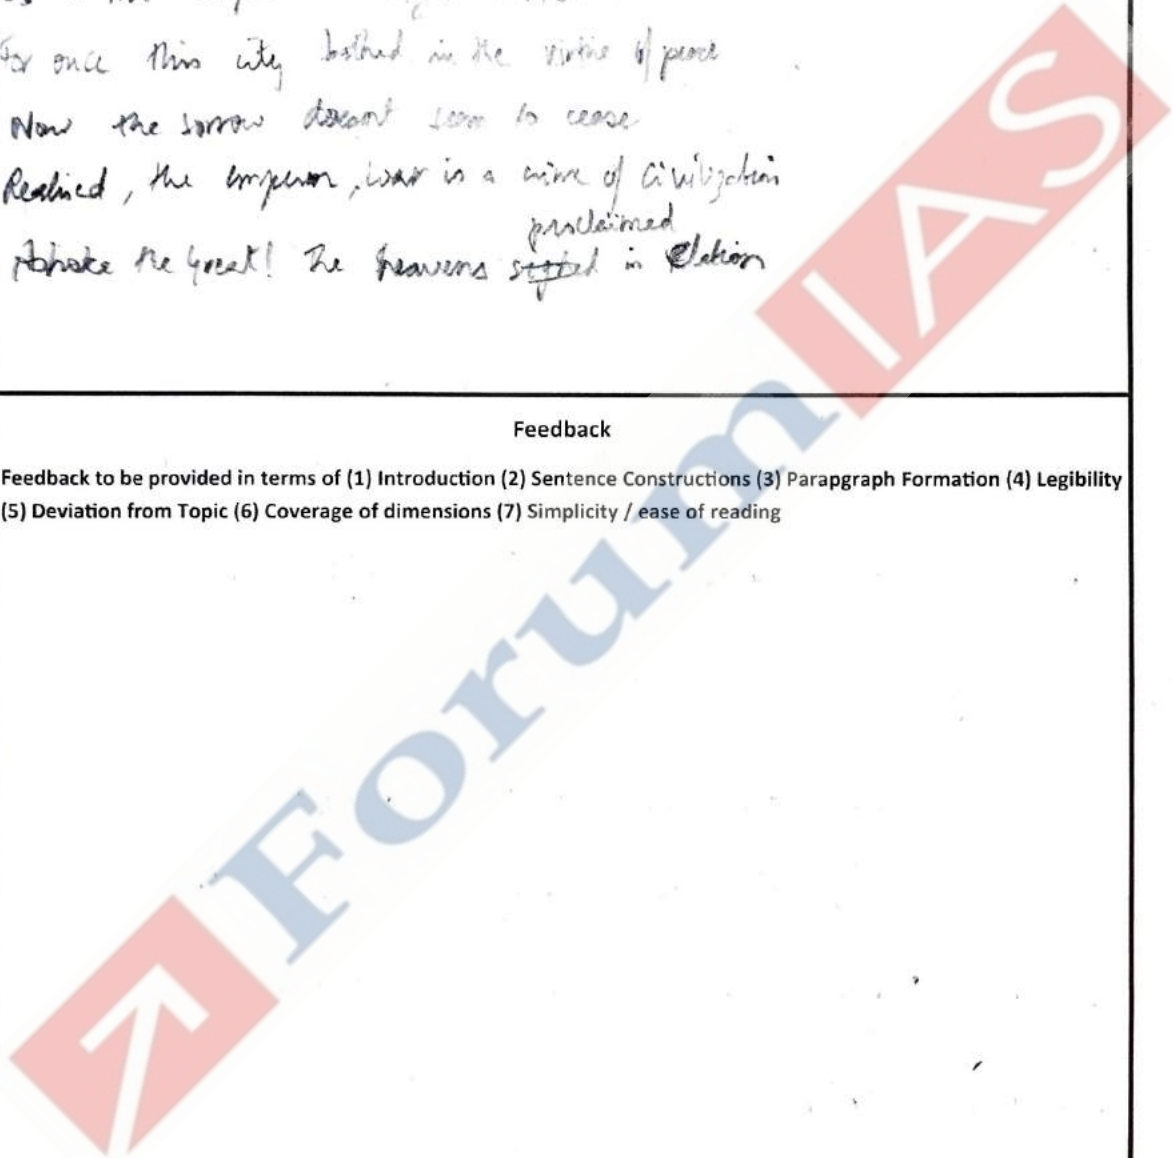 For once this city bathed in the virtue of peace
Now the sorrow doesnt seem to cease
Realised, the emperor, war is a crime of Civilization
proclaimed
Ashoka the Great! The heavens in Elation
Feedback
Feedback to be provided in terms of (1) Introduction (2) Sentence Constructions (3) Parapgraph Formation (4) Legibility
(5) Deviation from Topic (6) Coverage of dimensions (7) Simplicity / ease of reading
ForumIAS